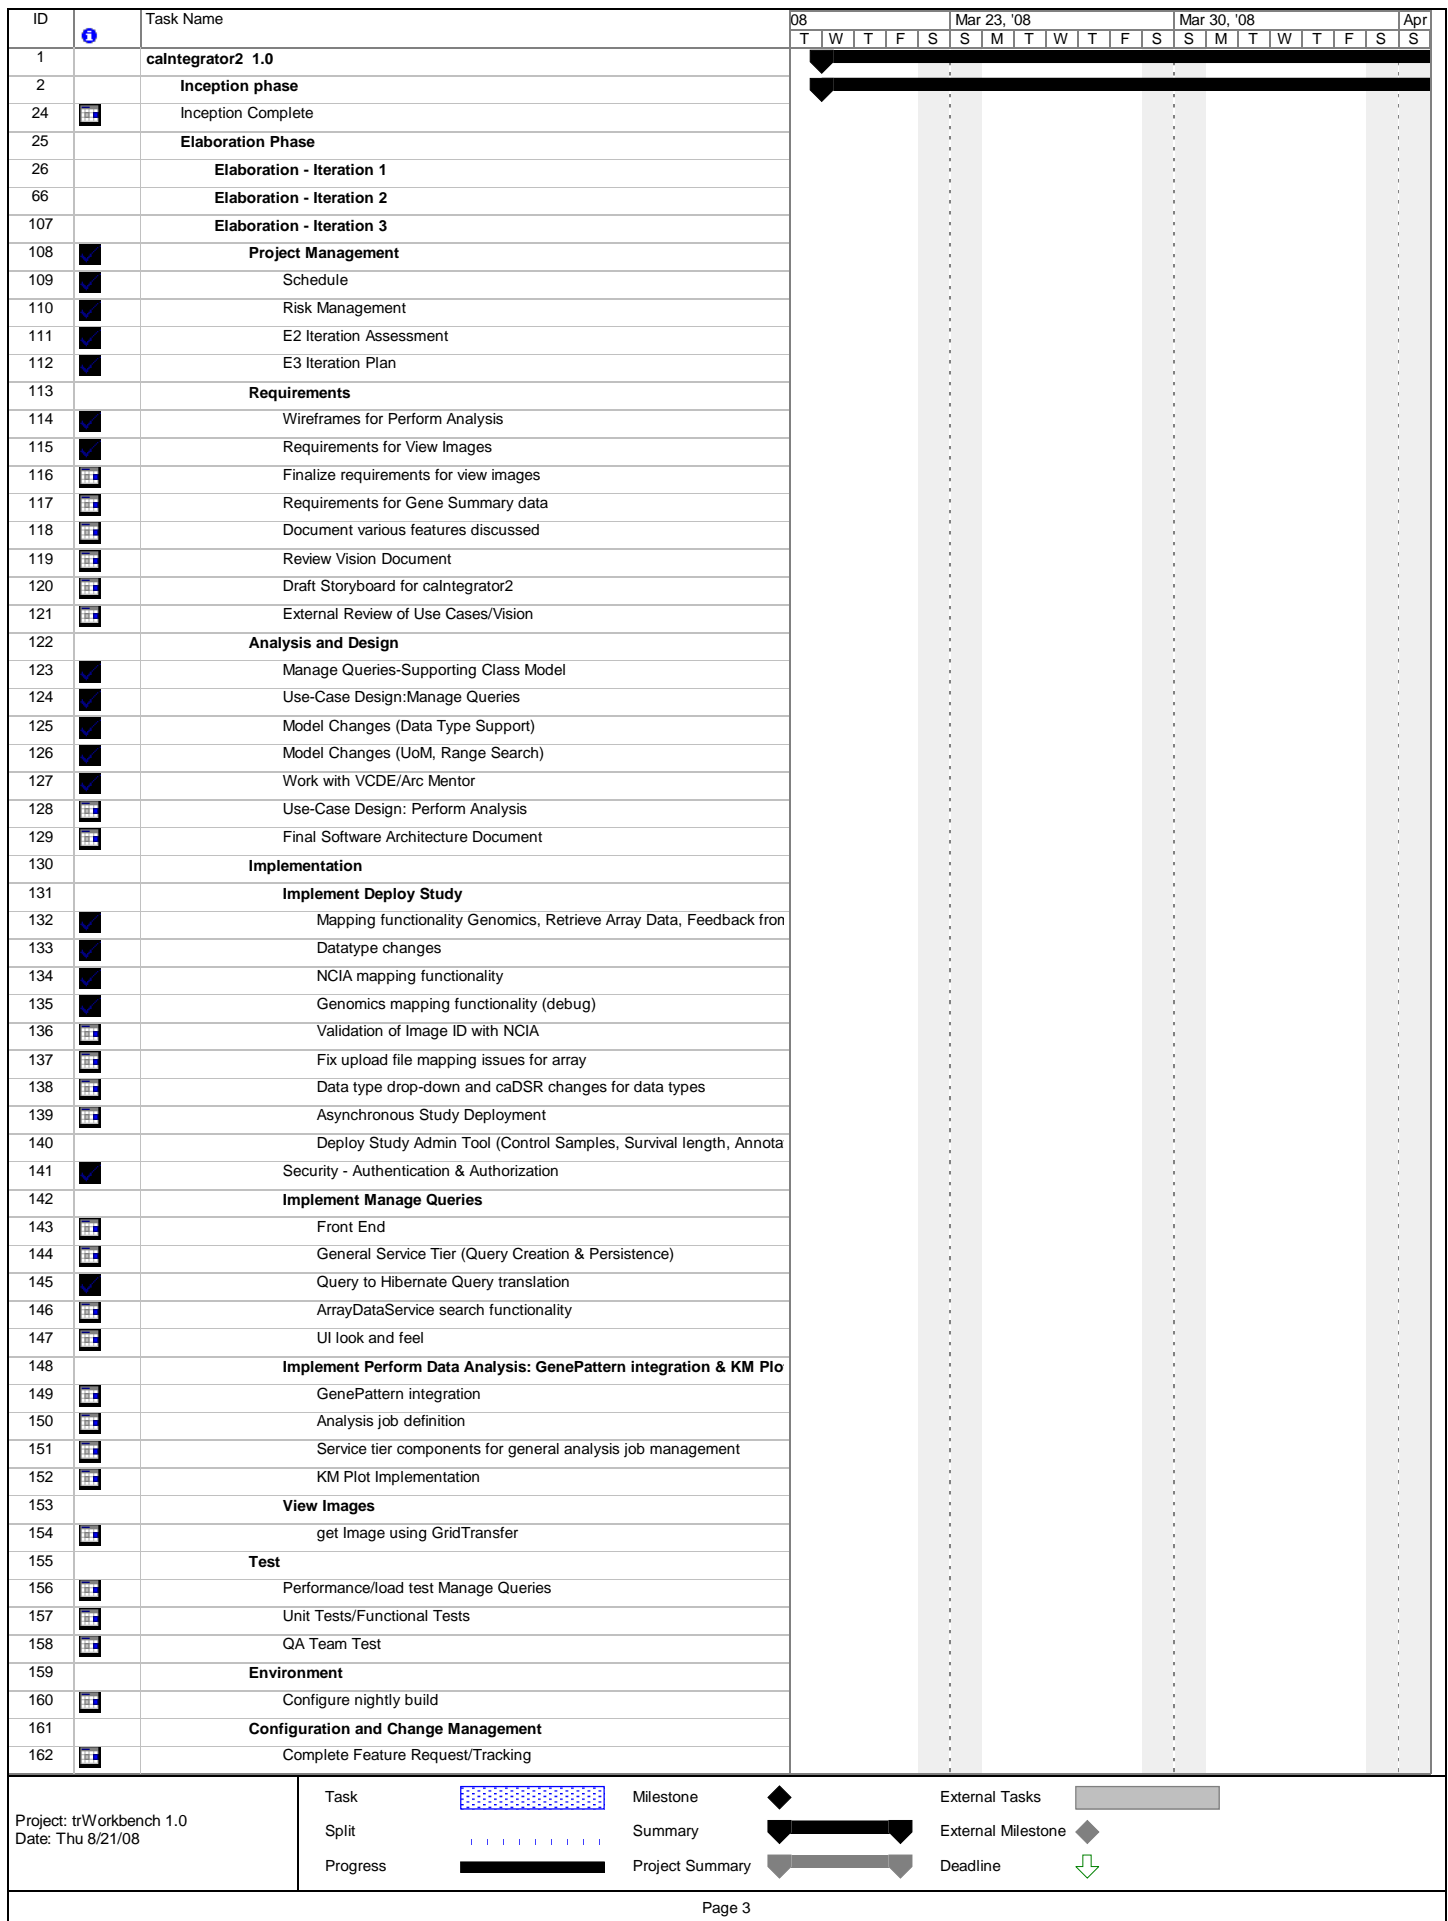 ID Task Name 08 Mar 23, '08 Mar 30, '08 Apr
T W T F S S M T W T F S S M T W T F S S
1 caIntegrator2 1.0
2 Inception phase
24 Inception Complete
25 Elaboration Phase
26 Elaboration - Iteration 1
66 Elaboration - Iteration 2
107 Elaboration - Iteration 3
108 Project Management
109 Schedule
110 Risk Management
111 E2 Iteration Assessment
112 E3 Iteration Plan
113 Requirements
114 Wireframes for Perform Analysis
115 Requirements for View Images
116 Finalize requirements for view images
117 Requirements for Gene Summary data
118 Document various features discussed
119 Review Vision Document
120 Draft Storyboard for caIntegrator2
121 External Review of Use Cases/Vision
122 Analysis and Design
123 Manage Queries-Supporting Class Model
124 Use-Case Design:Manage Queries
125 Model Changes (Data Type Support)
126 Model Changes (UoM, Range Search)
127 Work with VCDE/Arc Mentor
128 Use-Case Design: Perform Analysis
129 Final Software Architecture Document
130 Implementation
131 Implement Deploy Study
132 Mapping functionality Genomics, Retrieve Array Data, Feedback from
133 Datatype changes
134 NCIA mapping functionality
135 Genomics mapping functionality (debug)
136 Validation of Image ID with NCIA
137 Fix upload file mapping issues for array
138 Data type drop-down and caDSR changes for data types
139 Asynchronous Study Deployment
140 Deploy Study Admin Tool (Control Samples, Survival length, Annota
141 Security - Authentication & Authorization
142 Implement Manage Queries
143 Front End
144 General Service Tier (Query Creation & Persistence)
145 Query to Hibernate Query translation
146 ArrayDataService search functionality
147 UI look and feel
148 Implement Perform Data Analysis: GenePattern integration & KM Plo
149 GenePattern integration
150 Analysis job definition
151 Service tier components for general analysis job management
152 KM Plot Implementation
153 View Images
154 get Image using GridTransfer
155 Test
156 Performance/load test Manage Queries
157 Unit Tests/Functional Tests
158 QA Team Test
159 Environment
160 Configure nightly build
161 Configuration and Change Management
162 Complete Feature Request/Tracking
Project: trWorkbench 1.0
Date: Thu 8/21/08
Task Milestone External Tasks
Split Summary External Milestone
Progress Project Summary Deadline
Page 3